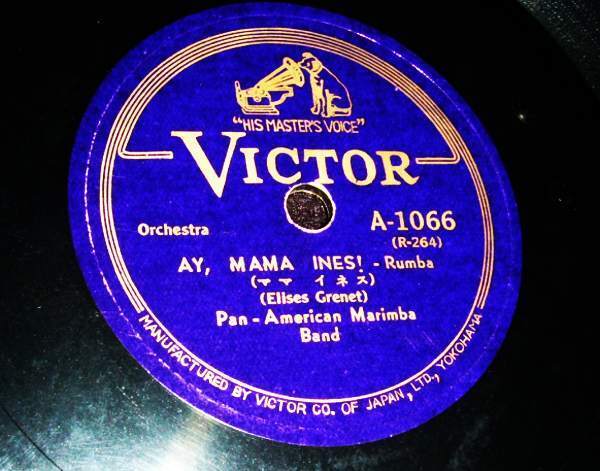 "HIS MASTER'S VOICE"
VICTOR
Orchestra
A-1066
(R-264)
AY, MAMA INES! - Rumba
(ママ イネス)
(Elises Grenet)
Pan-American Marimba
Band
MANUFACTURED BY VICTOR CO. OF JAPAN, LTD., YOKOHAMA